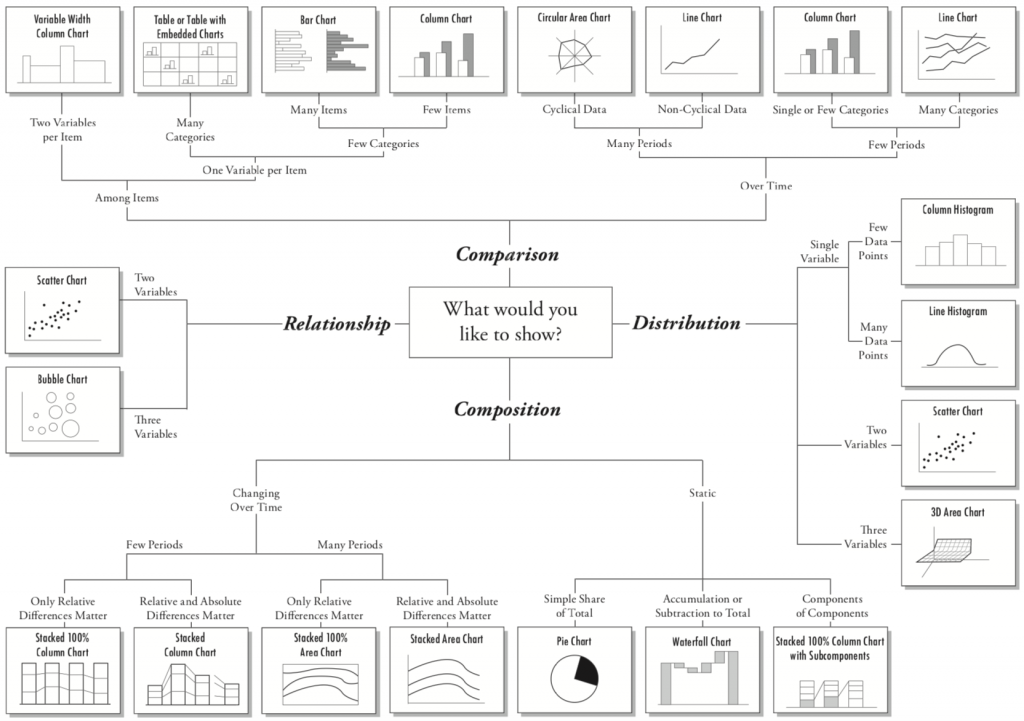 Variable Width
Column Chart
Table or Table with
Embedded Charts
Bar Chart
Column Chart
Circular Area Chart
Line Chart
Column Chart
Line Chart
Two Variables
per Item
Many
Categories
Many Items
Few Items
Cyclical Data
Non-Cyclical Data
Single or Few Categories
Many Categories
Few Categories
Many Periods
Few Periods
One Variable per Item
Over Time
Among Items
Comparison
Relationship
What would you
like to show?
Distribution
Composition
Scatter Chart
Two
Variables
Bubble Chart
Three
Variables
Single
Variable
Few
Data
Points
Column Histogram
Many
Data
Points
Line Histogram
Two
Variables
Scatter Chart
Three
Variables
3D Area Chart
Changing
Over Time
Static
Few Periods
Many Periods
Only Relative
Differences Matter
Relative and Absolute
Differences Matter
Only Relative
Differences Matter
Relative and Absolute
Differences Matter
Simple Share
of Total
Accumulation or
Subtraction to Total
Components
of Components
Stacked 100%
Column Chart
Stacked
Column Chart
Stacked 100%
Area Chart
Stacked Area Chart
Pie Chart
Waterfall Chart
Stacked 100% Column Chart
with Subcomponents